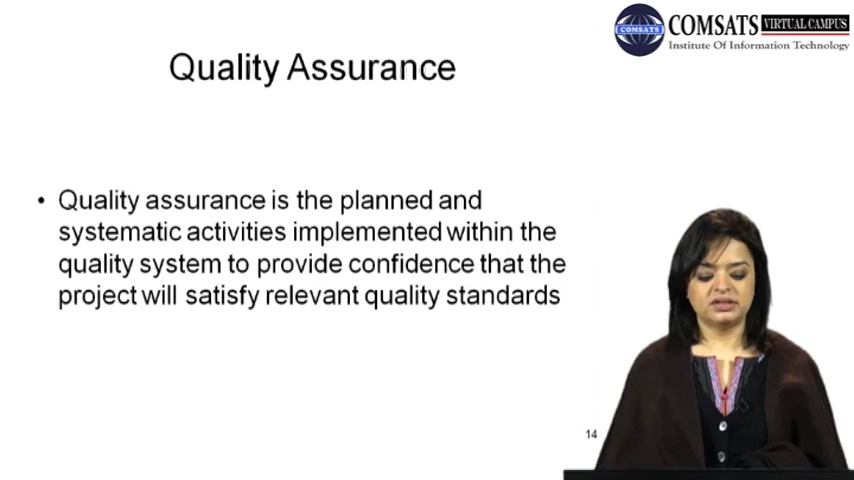 COMSATS VIRTUAL CAMPUS
Institute Of Information Technology
COMSATS
Quality Assurance
• Quality assurance is the planned and
systematic activities implemented within the
quality system to provide confidence that the
project will satisfy relevant quality standards
14